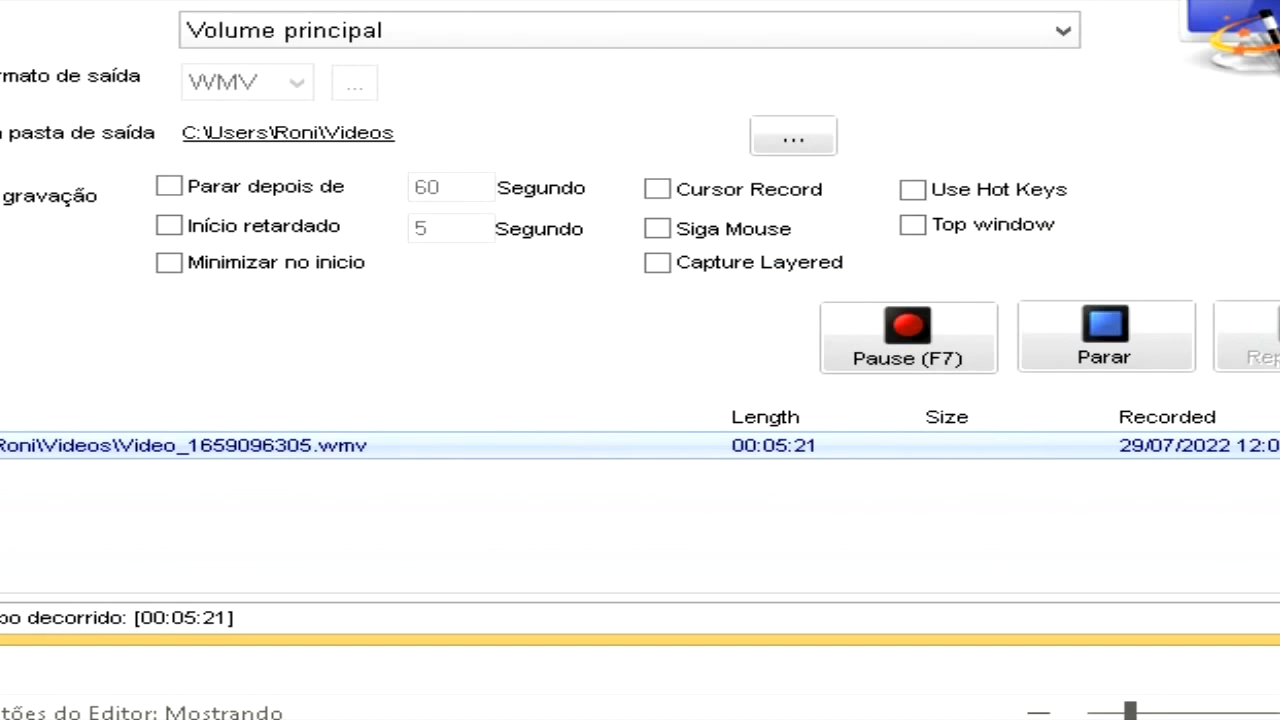 Volume principal
rmato de saída WMV ...
a pasta de saída C:\Users\Roni\Videos ...
gravação
Parar depois de 60 Segundo Cursor Record Use Hot Keys
Início retardado 5 Segundo Siga Mouse Top window
Minimizar no inicio Capture Layered
Pause (F7) Parar Rep
Length Size Recorded
Roni\Videos\Video_1659096305.wmv 00:05:21 29/07/2022 12:0
po decorrido: [00:05:21]
tões do Editor: Mostrando